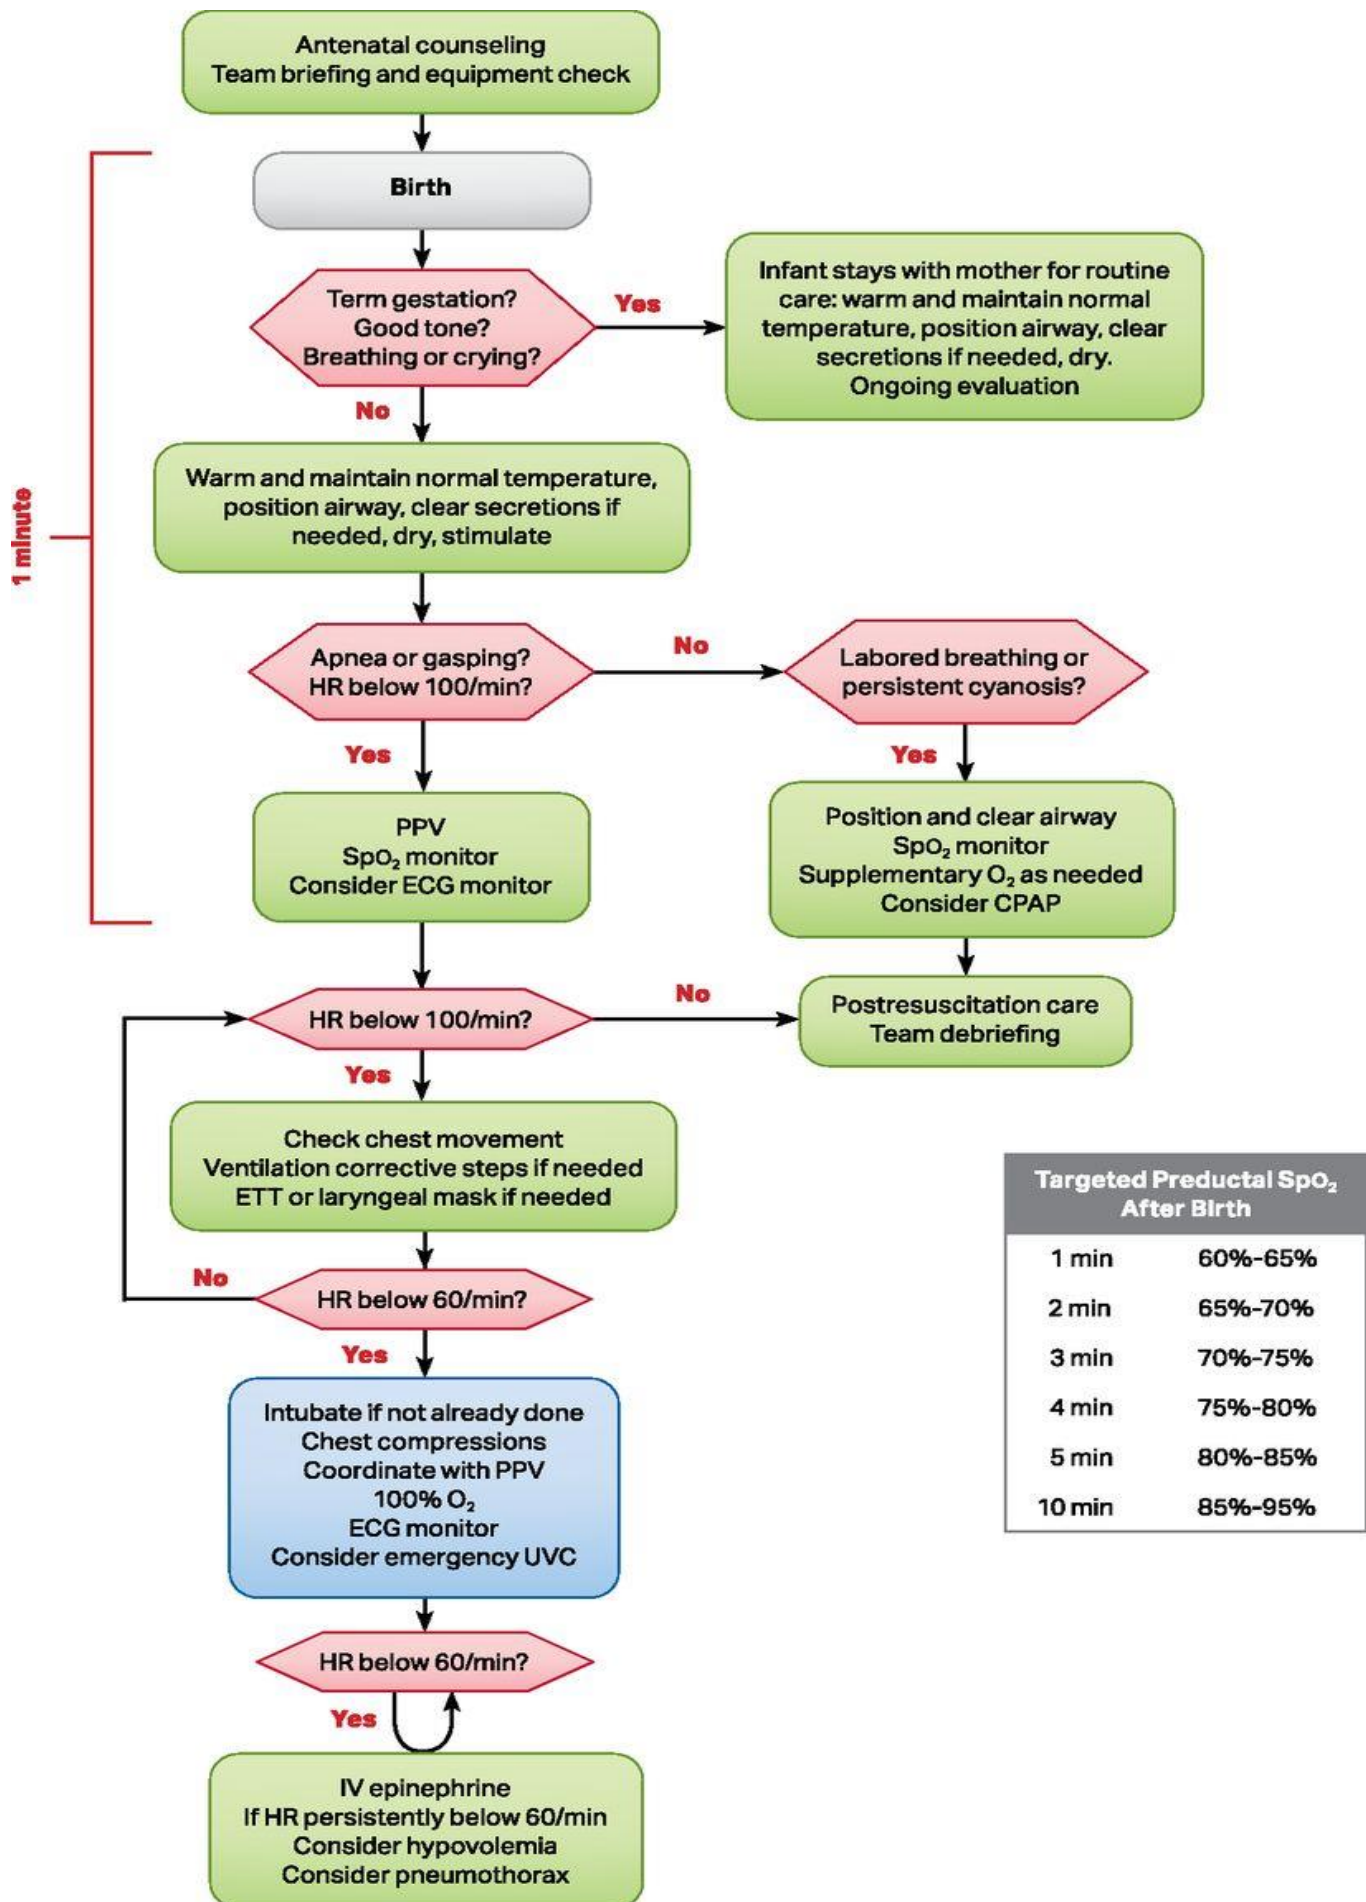 Antenatal counseling
Team briefing and equipment check
Birth
1 minute
Term gestation?
Good tone?
Breathing or crying?
Yes
Infant stays with mother for routine
care: warm and maintain normal
temperature, position airway, clear
secretions if needed, dry.
Ongoing evaluation
No
Warm and maintain normal temperature,
position airway, clear secretions if
needed, dry, stimulate
Apnea or gasping?
HR below 100/min?
No
Labored breathing or
persistent cyanosis?
Yes
Yes
PPV
SpO₂ monitor
Consider ECG monitor
Position and clear airway
SpO₂ monitor
Supplementary O₂ as needed
Consider CPAP
HR below 100/min?
No
Postresuscitation care
Team debriefing
Yes
Check chest movement
Ventilation corrective steps if needed
ETT or laryngeal mask if needed
No
HR below 60/min?
Yes
Intubate if not already done
Chest compressions
Coordinate with PPV
100% O₂
ECG monitor
Consider emergency UVC
HR below 60/min?
Yes
IV epinephrine
If HR persistently below 60/min
Consider hypovolemia
Consider pneumothorax
Targeted Preductal SpO₂
After Birth
1 min 60%-65%
2 min 65%-70%
3 min 70%-75%
4 min 75%-80%
5 min 80%-85%
10 min 85%-95%